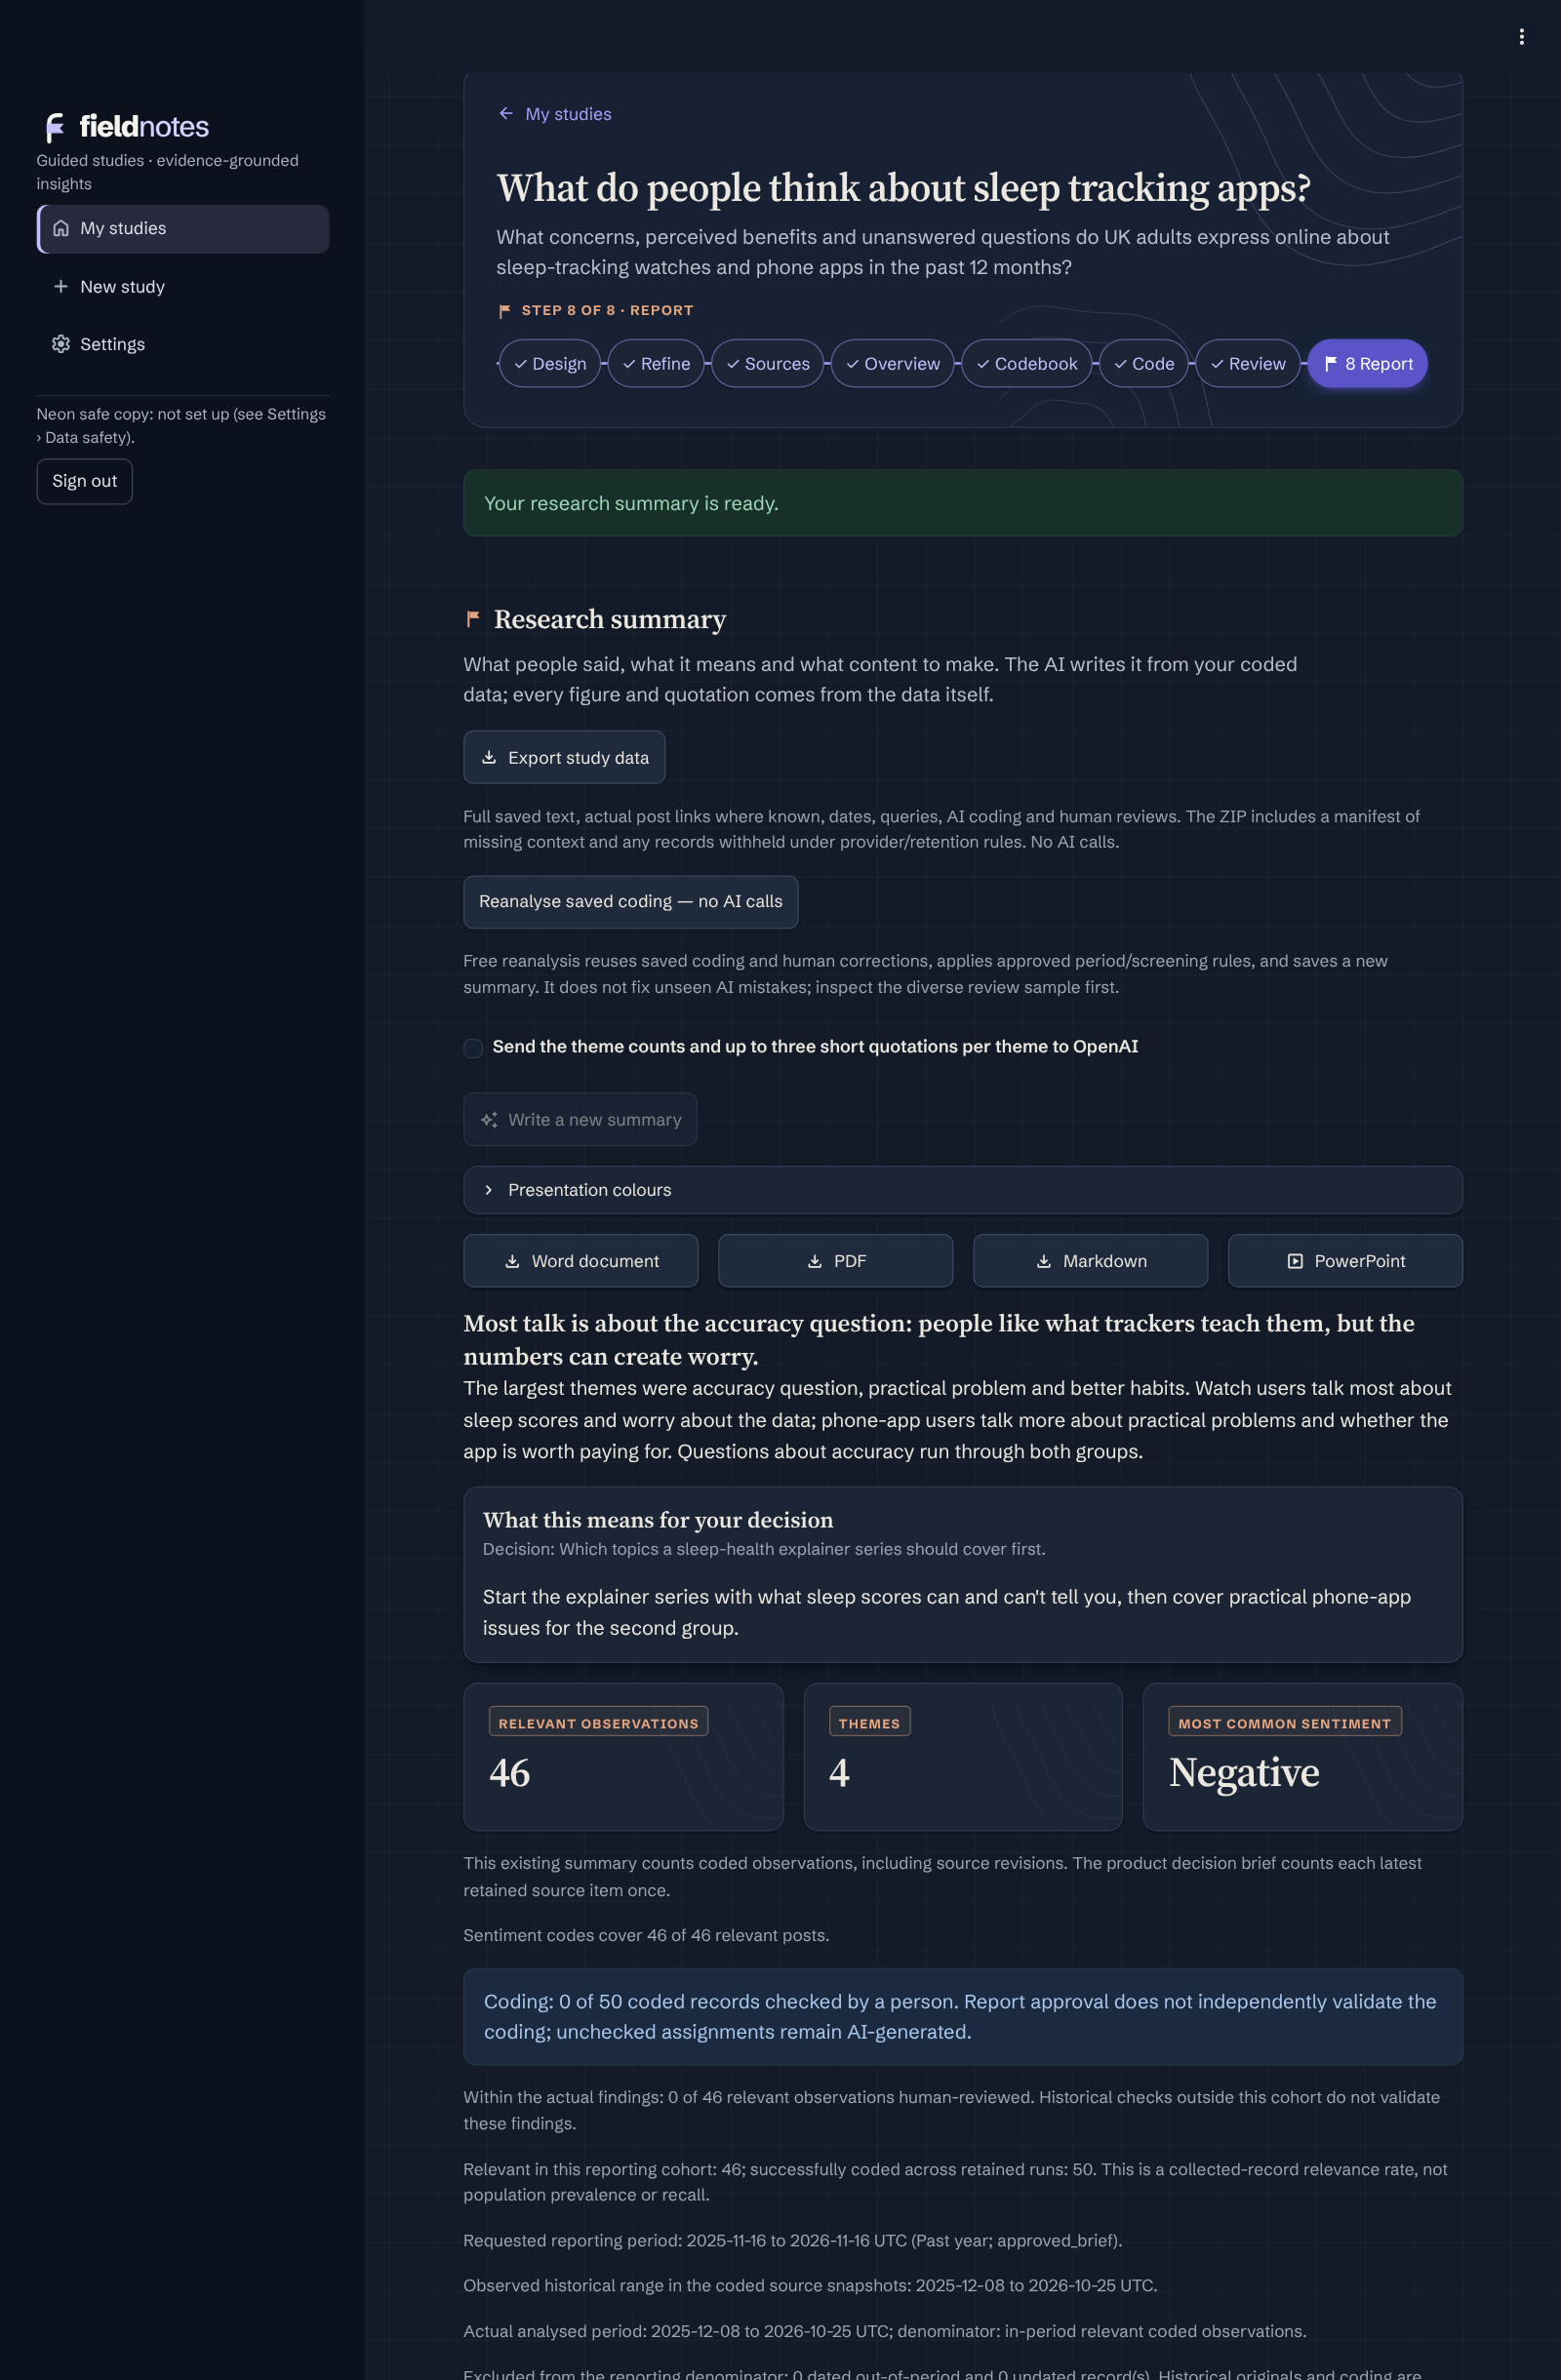 fieldnotes
Guided studies · evidence-grounded
insights
My studies
New study
Settings
Neon safe copy: not set up (see Settings
› Data safety).
Sign out
My studies
What do people think about sleep tracking apps?
What concerns, perceived benefits and unanswered questions do UK adults express online about
sleep-tracking watches and phone apps in the past 12 months?
STEP 8 OF 8 · REPORT
Design
Refine
Sources
Overview
Codebook
Code
Review
8 Report
Your research summary is ready.
Research summary
What people said, what it means and what content to make. The AI writes it from your coded
data; every figure and quotation comes from the data itself.
Export study data
Full saved text, actual post links where known, dates, queries, AI coding and human reviews. The ZIP includes a manifest of
missing context and any records withheld under provider/retention rules. No AI calls.
Reanalyse saved coding — no AI calls
Free reanalysis reuses saved coding and human corrections, applies approved period/screening rules, and saves a new
summary. It does not fix unseen AI mistakes; inspect the diverse review sample first.
Send the theme counts and up to three short quotations per theme to OpenAI
Write a new summary
Presentation colours
Word document
PDF
Markdown
PowerPoint
Most talk is about the accuracy question: people like what trackers teach them, but the
numbers can create worry.
The largest themes were accuracy question, practical problem and better habits. Watch users talk most about
sleep scores and worry about the data; phone-app users talk more about practical problems and whether the
app is worth paying for. Questions about accuracy run through both groups.
What this means for your decision
Decision: Which topics a sleep-health explainer series should cover first.
Start the explainer series with what sleep scores can and can't tell you, then cover practical phone-app
issues for the second group.
RELEVANT OBSERVATIONS
46
THEMES
4
MOST COMMON SENTIMENT
Negative
This existing summary counts coded observations, including source revisions. The product decision brief counts each latest
retained source item once.
Sentiment codes cover 46 of 46 relevant posts.
Coding: 0 of 50 coded records checked by a person. Report approval does not independently validate the
coding; unchecked assignments remain AI-generated.
Within the actual findings: 0 of 46 relevant observations human-reviewed. Historical checks outside this cohort do not validate
these findings.
Relevant in this reporting cohort: 46; successfully coded across retained runs: 50. This is a collected-record relevance rate, not
population prevalence or recall.
Requested reporting period: 2025-11-16 to 2026-11-16 UTC (Past year; approved_brief).
Observed historical range in the coded source snapshots: 2025-12-08 to 2026-10-25 UTC.
Actual analysed period: 2025-12-08 to 2026-10-25 UTC; denominator: in-period relevant coded observations.
Excluded from the reporting denominator: 0 dated out-of-period and 0 undated record(s). Historical originals and coding are